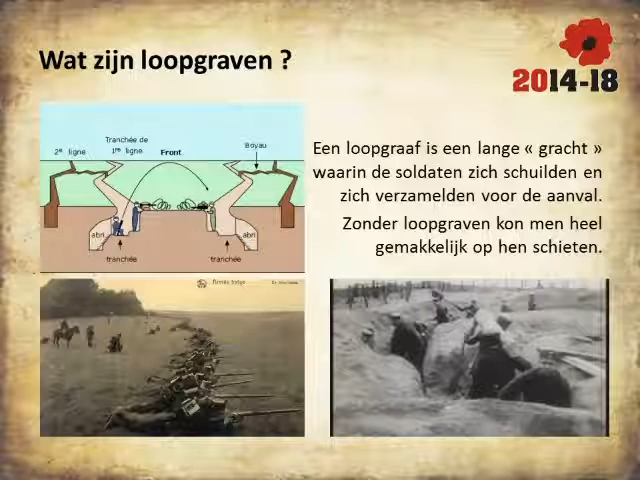 Wat zijn loopgraven ?
2014-18
Tranchée de
2e ligne
1re ligne
Front
Boyau
abri
abri
tranchée
tranchée
Een loopgraaf is een lange « gracht »
waarin de soldaten zich schuilden en
zich verzamelden voor de aanval.
Zonder loopgraven kon men heel
gemakkelijk op hen schieten.
Armée belge